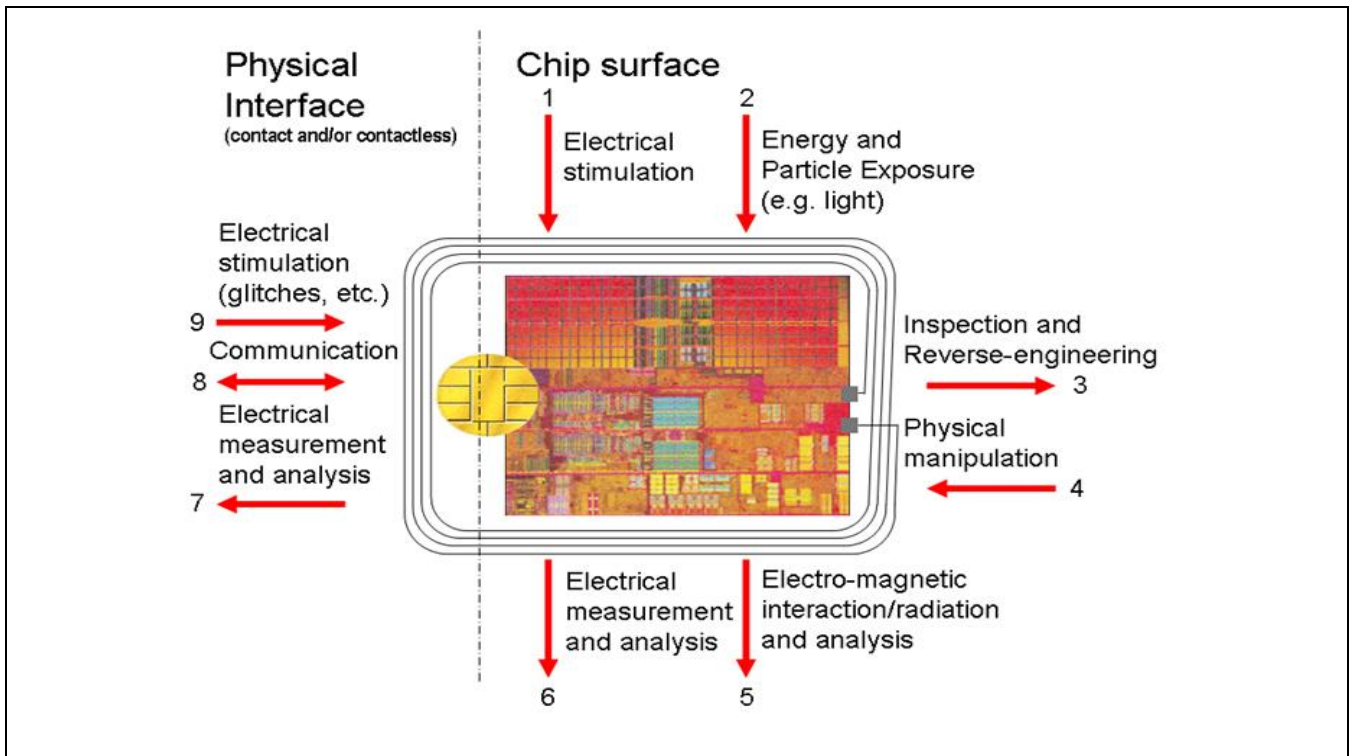 Physical
Interface
(contact and/or contactless)
Chip surface
1
2
Electrical
stimulation
Energy and
Particle Exposure
(e.g. light)
Electrical
stimulation
(glitches, etc.)
9
Communication
8
Electrical
measurement
and analysis
7
Inspection and
Reverse-engineering
3
Physical
manipulation
4
Electrical
measurement
and analysis
6
Electro-magnetic
interaction/radiation
and analysis
5